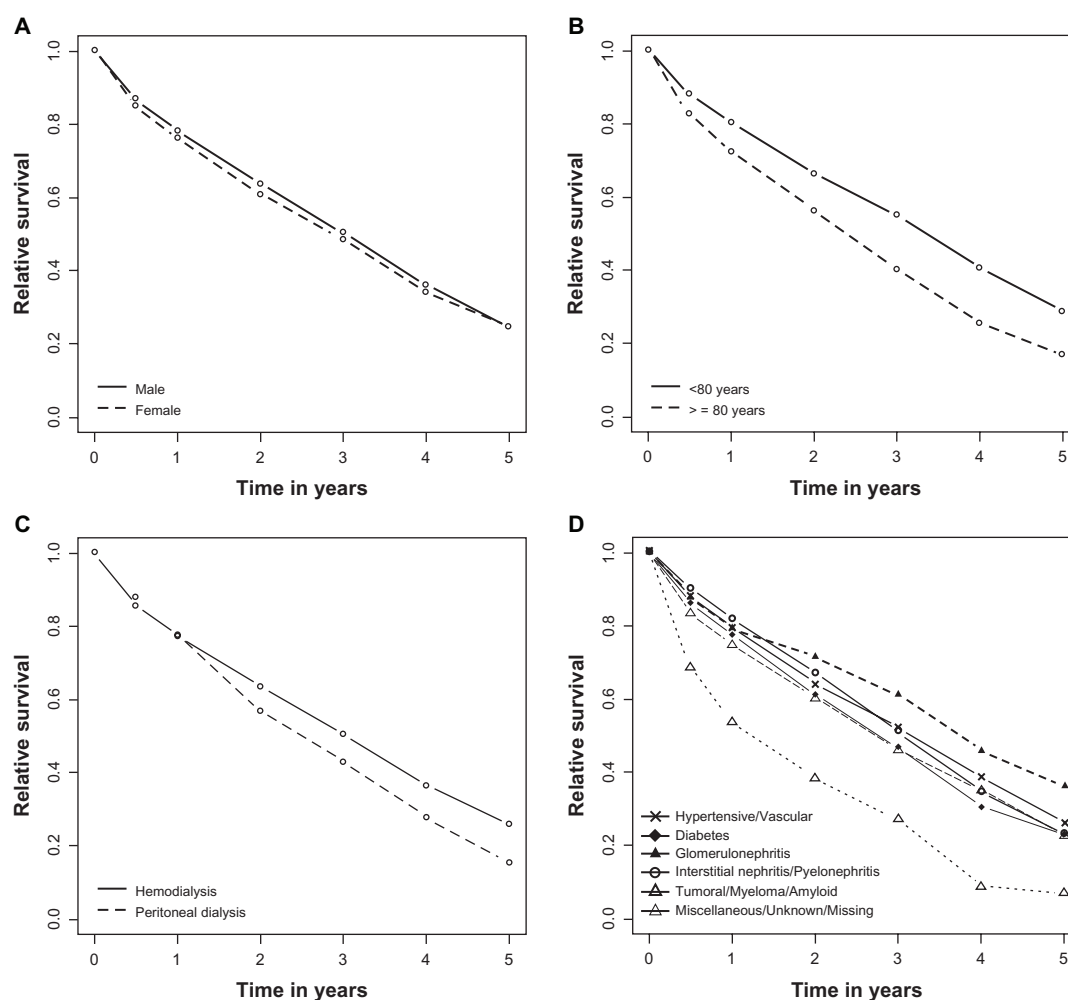 A
Relative survival
1.0
0.8
0.6
0.4
0.2
0.0
Male
Female
0 1 2 3 4 5
Time in years
B
Relative survival
1.0
0.8
0.6
0.4
0.2
0.0
<80 years
> = 80 years
0 1 2 3 4 5
Time in years
C
Relative survival
1.0
0.8
0.6
0.4
0.2
0.0
Hemodialysis
Peritoneal dialysis
0 1 2 3 4 5
Time in years
D
Relative survival
1.0
0.8
0.6
0.4
0.2
0.0
Hypertensive/Vascular
Diabetes
Glomerulonephritis
Interstitial nephritis/Pyelonephritis
Tumoral/Myeloma/Amyloid
Miscellaneous/Unknown/Missing
0 1 2 3 4 5
Time in years